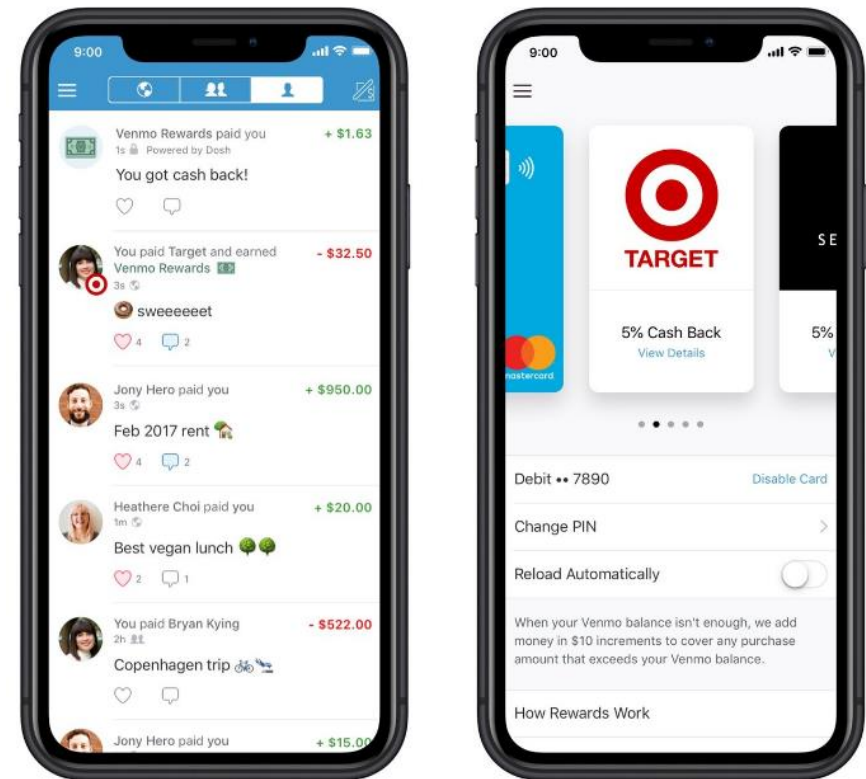 9:00
Venmo Rewards paid you
+ $1.63
1s Powered by Dosh
You got cash back!
You paid Target and earned
- $32.50
Venmo Rewards
3s
sweeeeeet
4 2
Jony Hero paid you
+ $950.00
3s
Feb 2017 rent
4 2
Heathere Choi paid you
+ $20.00
1m
Best vegan lunch
2 1
You paid Bryan Kying
- $522.00
2h
Copenhagen trip
Jony Hero paid you
+ $15.00
9:00
mastercard
TARGET
5% Cash Back
View Details
SE
5%
V
Debit •• 7890
Disable Card
Change PIN
Reload Automatically
When your Venmo balance isn't enough, we add
money in $10 increments to cover any purchase
amount that exceeds your Venmo balance.
How Rewards Work